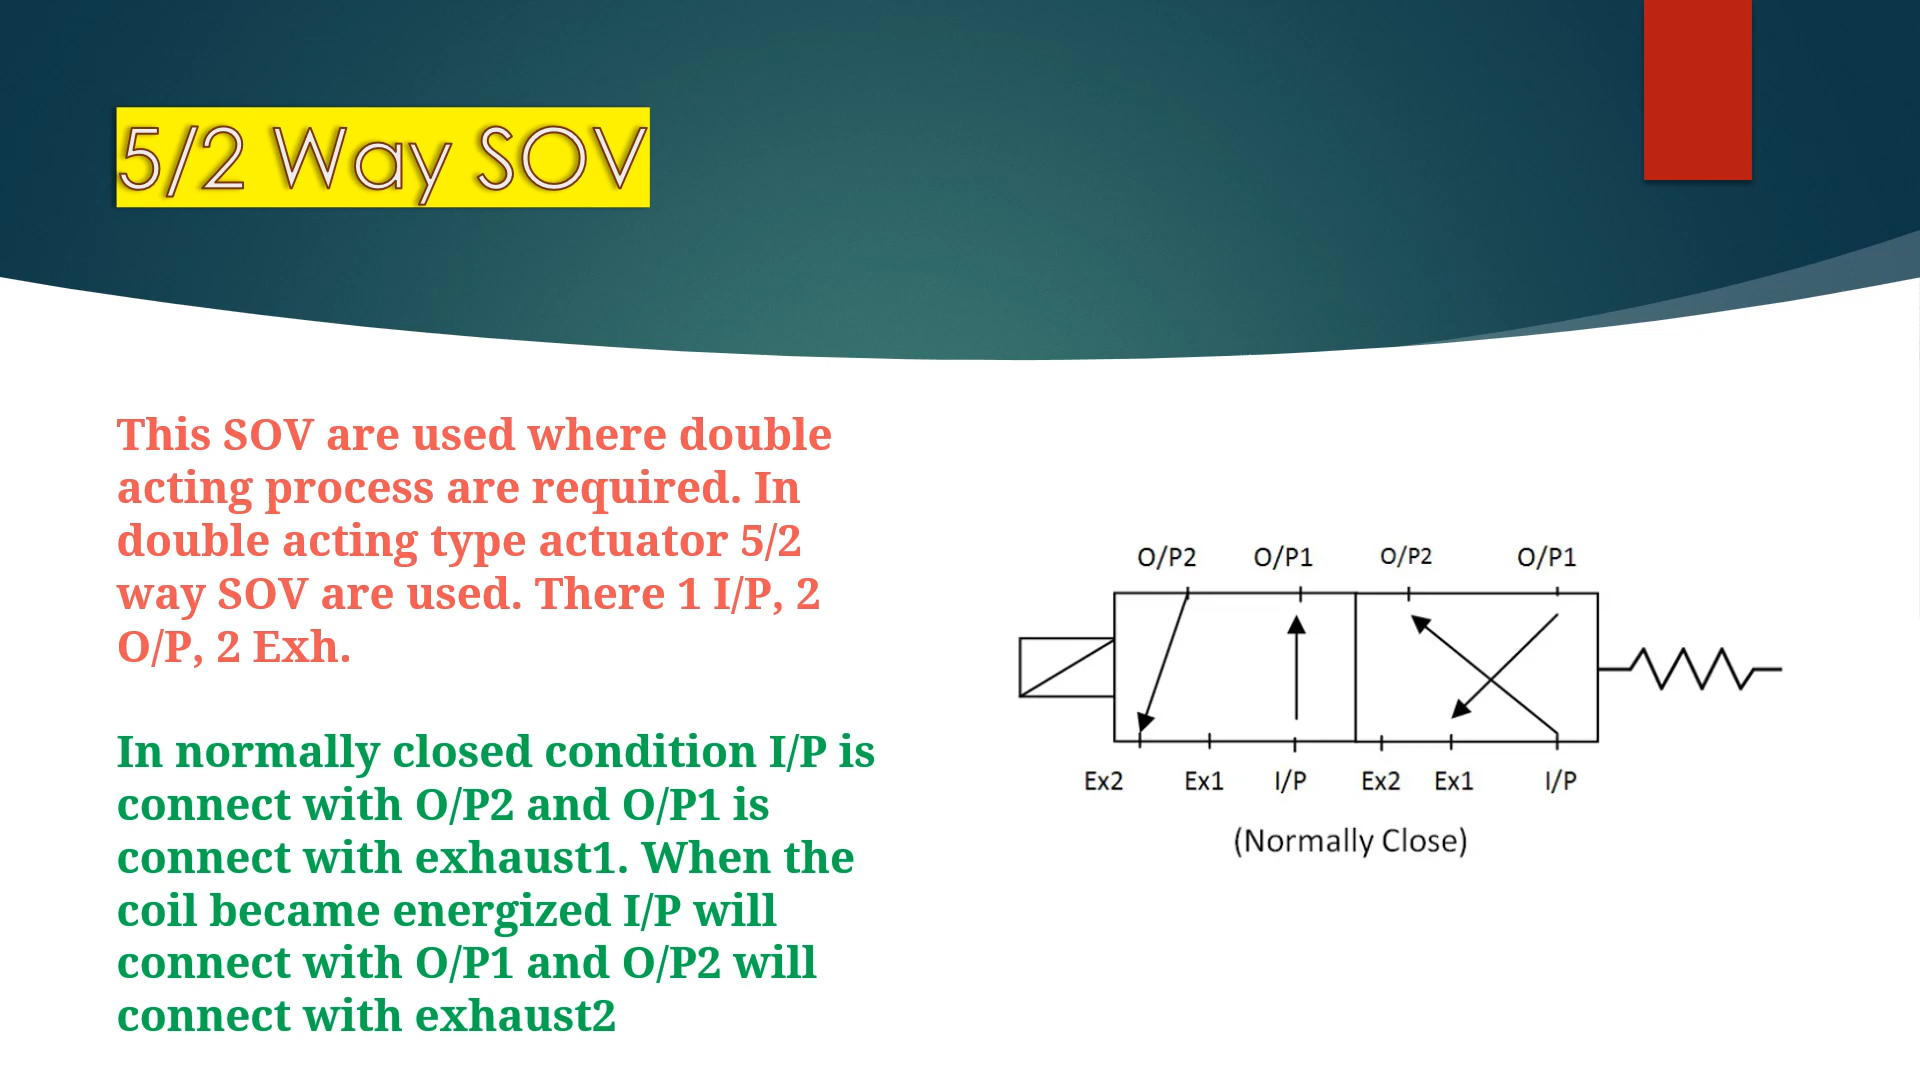 5/2 Way SOV
This SOV are used where double
acting process are required. In
double acting type actuator 5/2
way SOV are used. There 1 I/P, 2
O/P, 2 Exh.
In normally closed condition I/P is
connect with O/P2 and O/P1 is
connect with exhaust1. When the
coil became energized I/P will
connect with O/P1 and O/P2 will
connect with exhaust2
O/P2 O/P1 O/P2 O/P1
Ex2 Ex1 I/P Ex2 Ex1 I/P
(Normally Close)